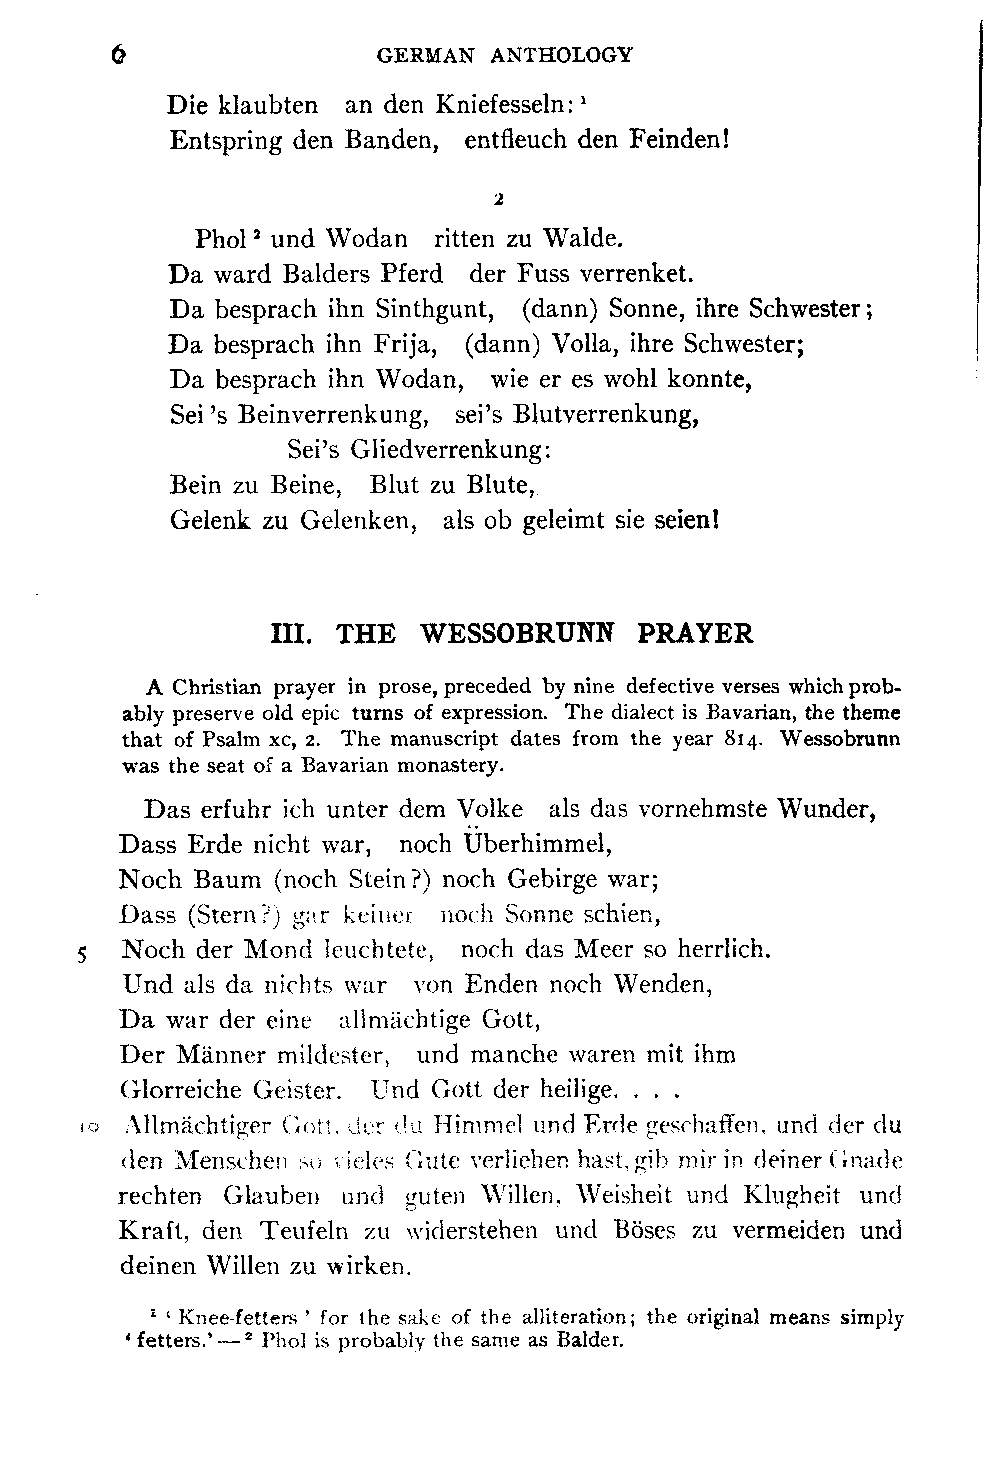 6 GERMAN ANTHOLOGY
Die klaubten an den Kniefesseln: ¹
Entspring den Banden, entfleuch den Feinden!
2
Phol ² und Wodan ritten zu Walde.
Da ward Balders Pferd der Fuss verrenket.
Da besprach ihn Sinthgunt, (dann) Sonne, ihre Schwester;
Da besprach ihn Frija, (dann) Volla, ihre Schwester;
Da besprach ihn Wodan, wie er es wohl konnte,
Sei 's Beinverrenkung, sei's Blutverrenkung,
Sei's Gliedverrenkung:
Bein zu Beine, Blut zu Blute,
Gelenk zu Gelenken, als ob geleimt sie seien!
III. THE WESSOBRUNN PRAYER
A Christian prayer in prose, preceded by nine defective verses which prob-
ably preserve old epic turns of expression. The dialect is Bavarian, the theme
that of Psalm xc, 2. The manuscript dates from the year 814. Wessobrunn
was the seat of a Bavarian monastery.
Das erfuhr ich unter dem Volke als das vornehmste Wunder,
Dass Erde nicht war, noch Überhimmel,
Noch Baum (noch Stein?) noch Gebirge war;
Dass (Stern?) gar keiner noch Sonne schien,
5 Noch der Mond leuchtete, noch das Meer so herrlich.
Und als da nichts war von Enden noch Wenden,
Da war der eine allmächtige Gott,
Der Männer mildester, und manche waren mit ihm
Glorreiche Geister. Und Gott der heilige. . . .
10 Allmächtiger Gott, der du Himmel und Erde geschaffen, und der du
den Menschen so vieles Gute verliehen hast, gib mir in deiner Gnade
rechten Glauben und guten Willen, Weisheit und Klugheit und
Kraft, den Teufeln zu widerstehen und Böses zu vermeiden und
deinen Willen zu wirken.
¹ ‘ Knee-fetters ’ for the sake of the alliteration; the original means simply
‘ fetters.’ — ² Phol is probably the same as Balder.